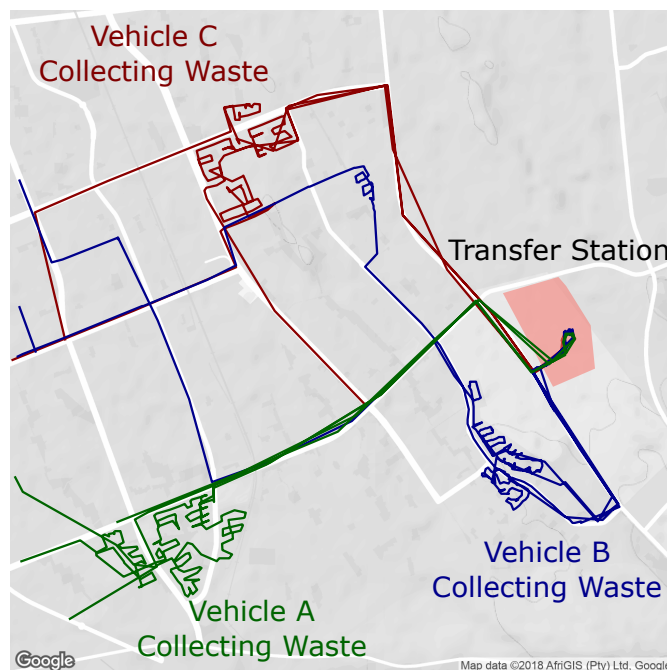 Vehicle C
Collecting Waste
Transfer Station
Vehicle B
Collecting Waste
Vehicle A
Collecting Waste
Google
Map data ©2018 AfriGIS (Pty) Ltd, Google